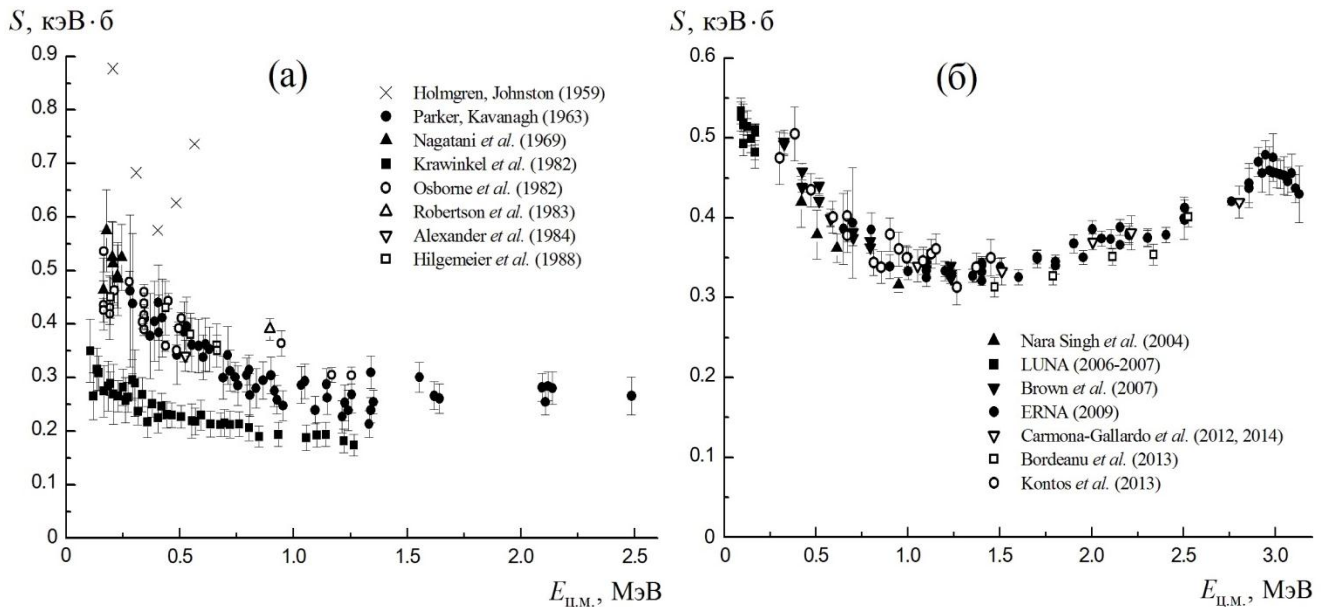 S, кэВ·б
(а)
0.9
0.8
0.7
0.6
0.5
0.4
0.3
0.2
0.1
0
Holmgren, Johnston (1959)
Parker, Kavanagh (1963)
Nagatani et al. (1969)
Krawinkel et al. (1982)
Osborne et al. (1982)
Robertson et al. (1983)
Alexander et al. (1984)
Hilgemeier et al. (1988)
0 0.5 1.0 1.5 2.0 2.5
Eц.м., МэВ
S, кэВ·б
(б)
0.6
0.5
0.4
0.3
0.2
0.1
0
Nara Singh et al. (2004)
LUNA (2006-2007)
Brown et al. (2007)
ERNA (2009)
Carmona-Gallardo et al. (2012, 2014)
Bordeanu et al. (2013)
Kontos et al. (2013)
0 0.5 1.0 1.5 2.0 2.5 3.0
Eц.м., МэВ